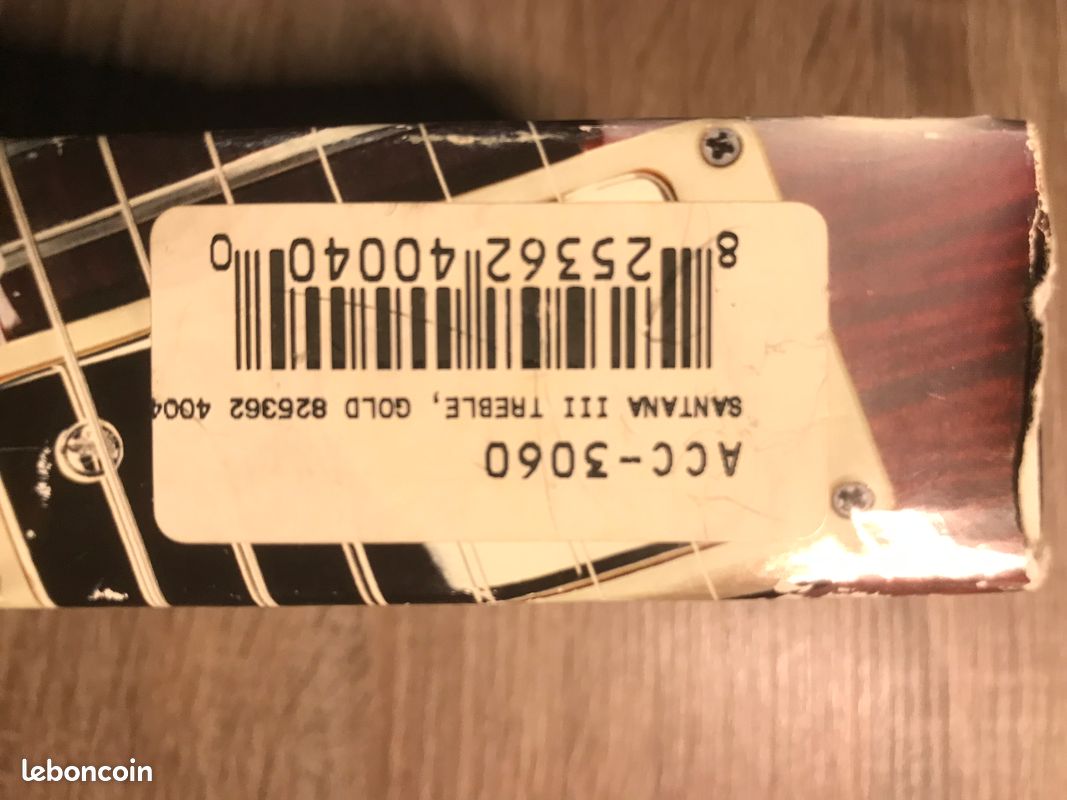 ACC-3060
SANTANA III TREBLE, GOLD 825362 4004
8 25362 40040 0
leboncoin